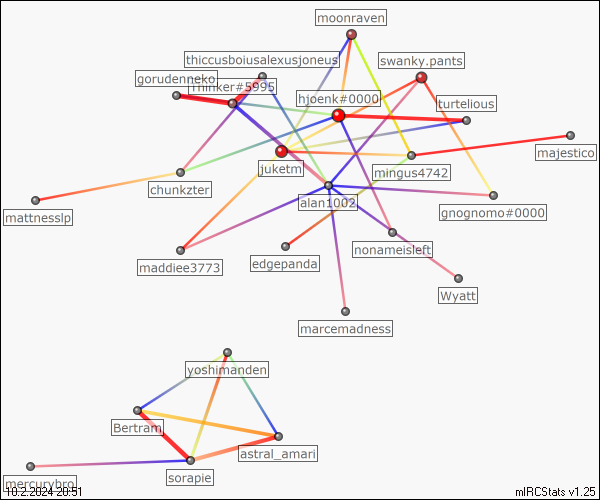 moonraven
thiccusboiusalexusjoneus
swanky.pants
gorudenneko
Thinker#5995
hjoenk#0000
turtelious
majestico
juketm
mingus4742
chunkzter
alan1002
gnognomo#0000
mattnesslp
nonameisleft
maddiee3773
edgepanda
Wyatt
marcemadness
yoshimanden
Bertram
astral_amari
sorapie
mercurybro
10.2.2024 20:51
mIRCStats v1.25